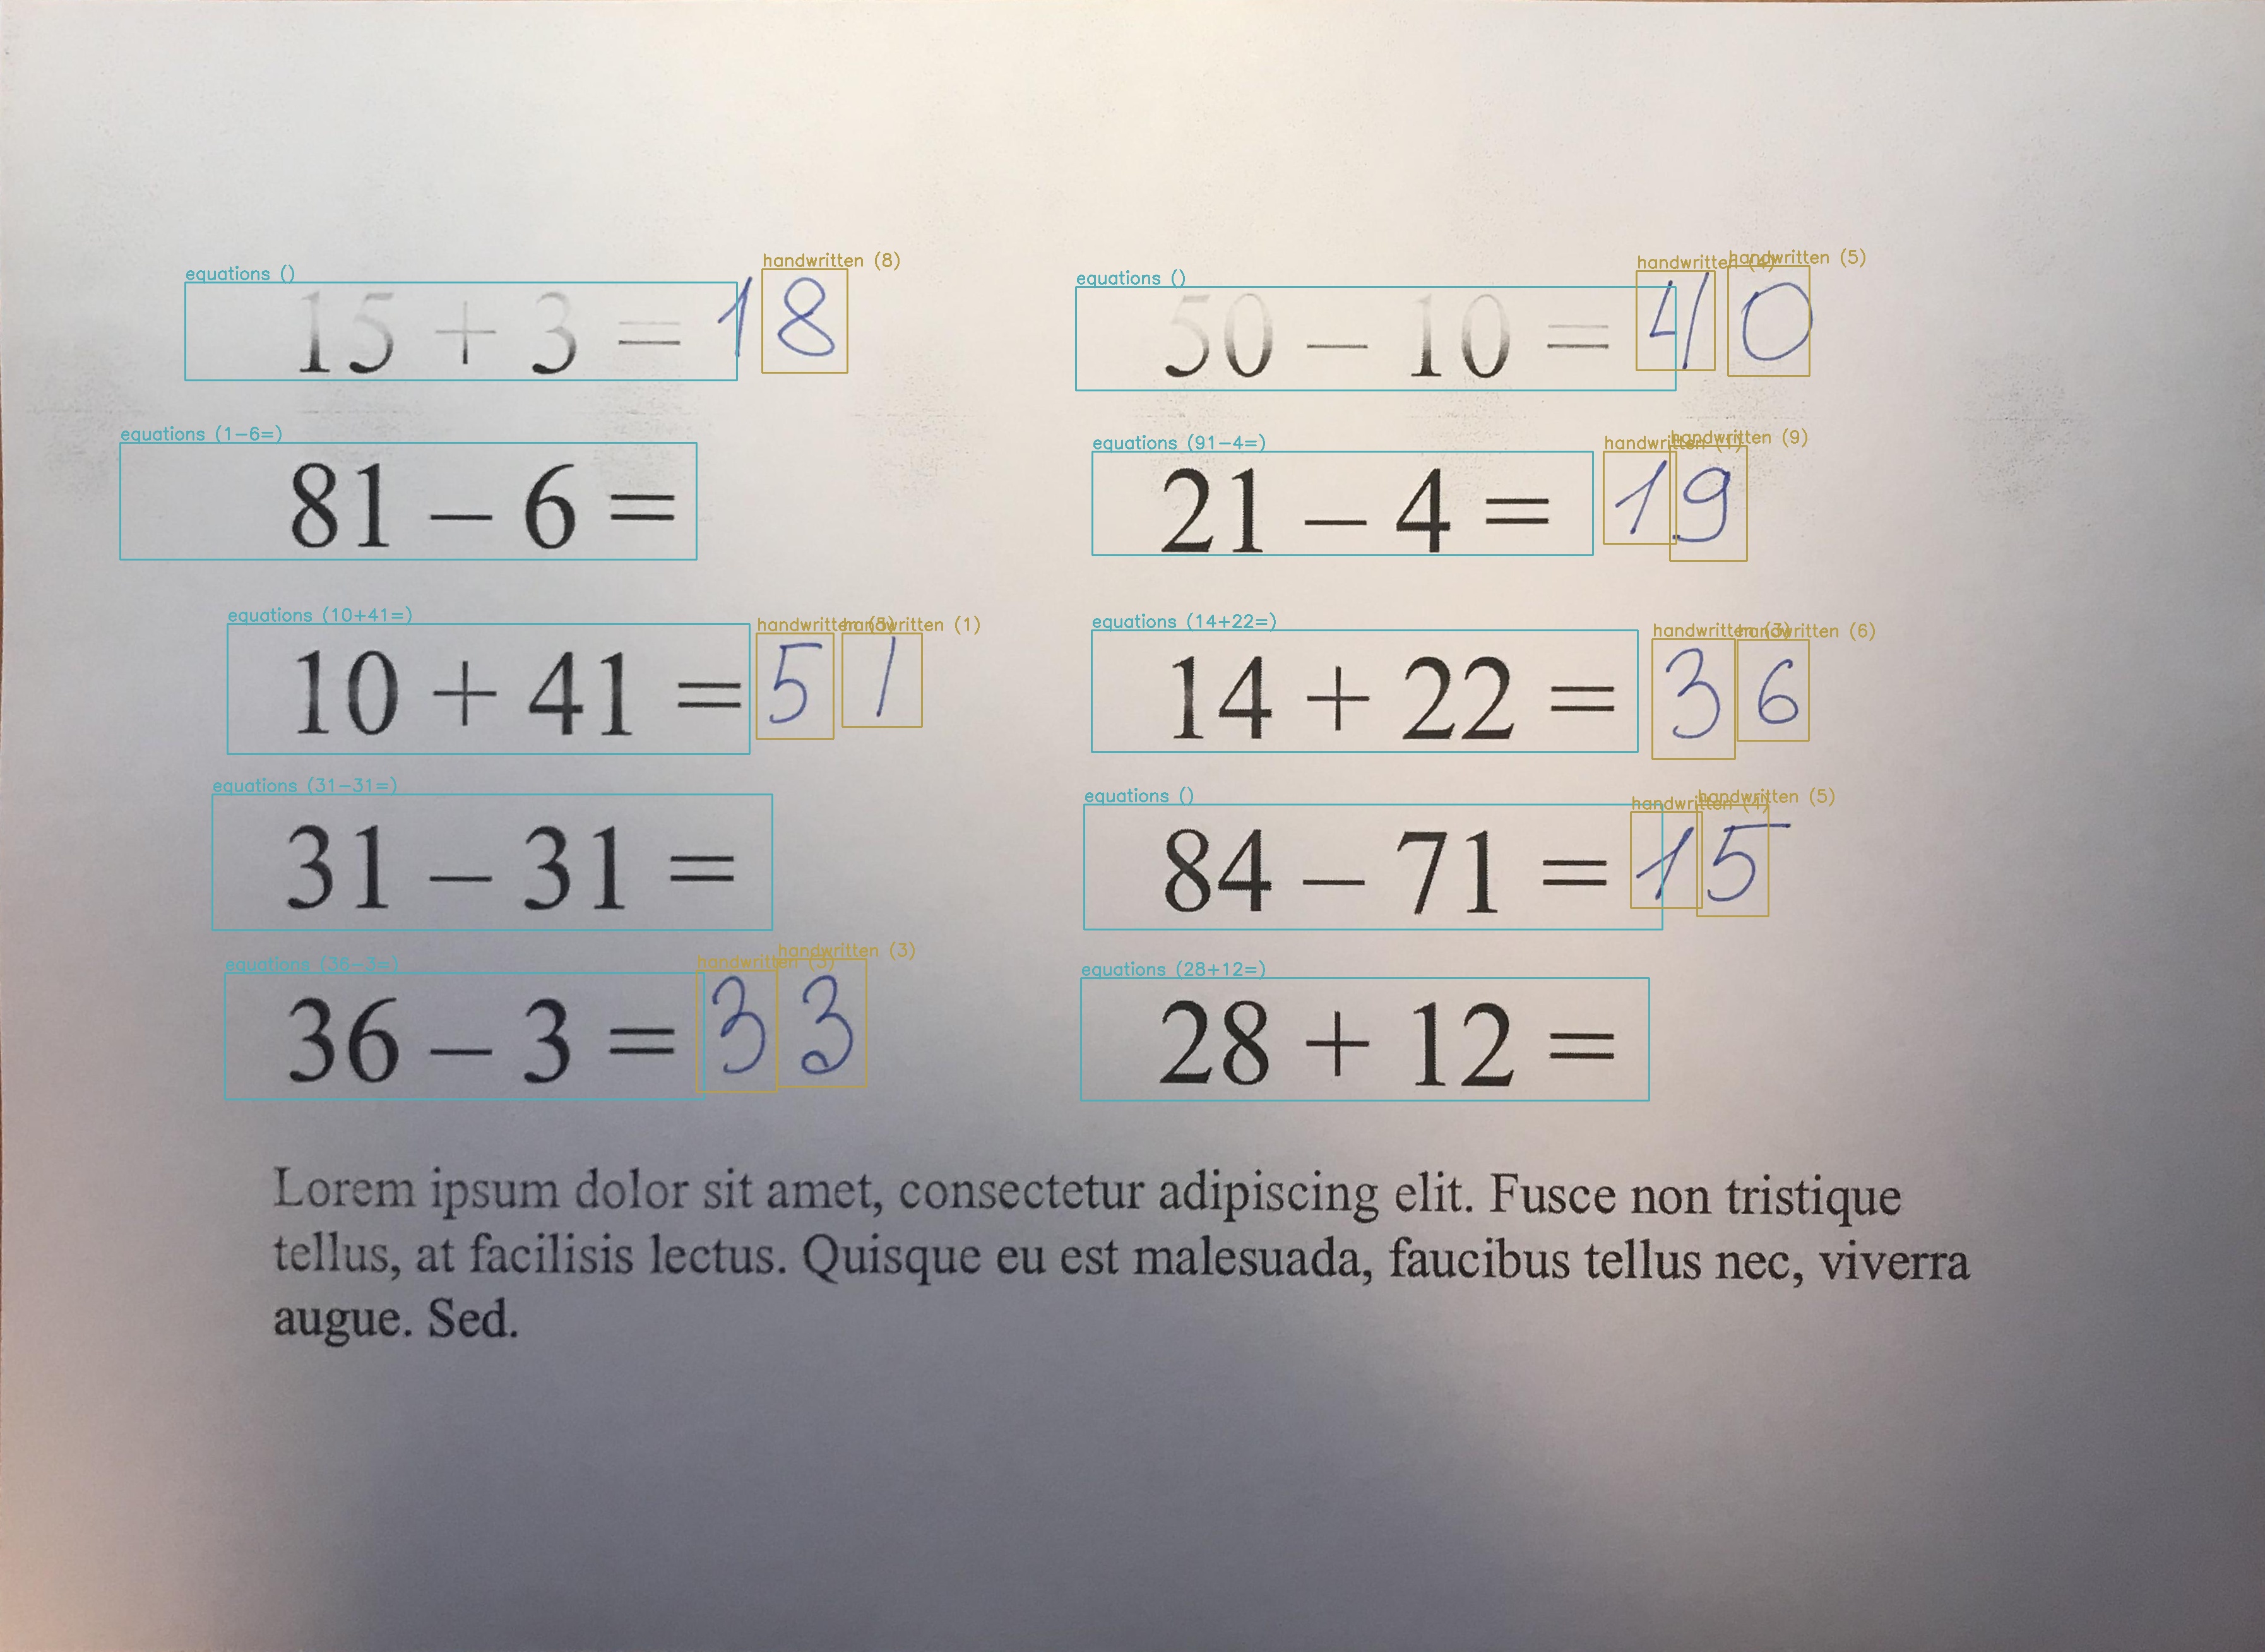 equations () handwritten (8) equations () handwritten (4) handwritten (5)
15 + 3 = 18 50 – 10 = 40
equations (1-6=) equations (91-4=) handwritten (1) handwritten (9)
81 – 6 = 21 – 4 = 19
equations (10+41=) handwritten (5) handwritten (1) equations (14+22=) handwritten (3) handwritten (6)
10 + 41 = 51 14 + 22 = 36
equations (31-31=) equations () handwritten (4) handwritten (5)
31 – 31 = 84 – 71 = 15
equations (36-3=) handwritten (3) handwritten (3) equations (28+12=)
36 – 3 = 33 28 + 12 =
Lorem ipsum dolor sit amet, consectetur adipiscing elit. Fusce non tristique
tellus, at facilisis lectus. Quisque eu est malesuada, faucibus tellus nec, viverra
augue. Sed.